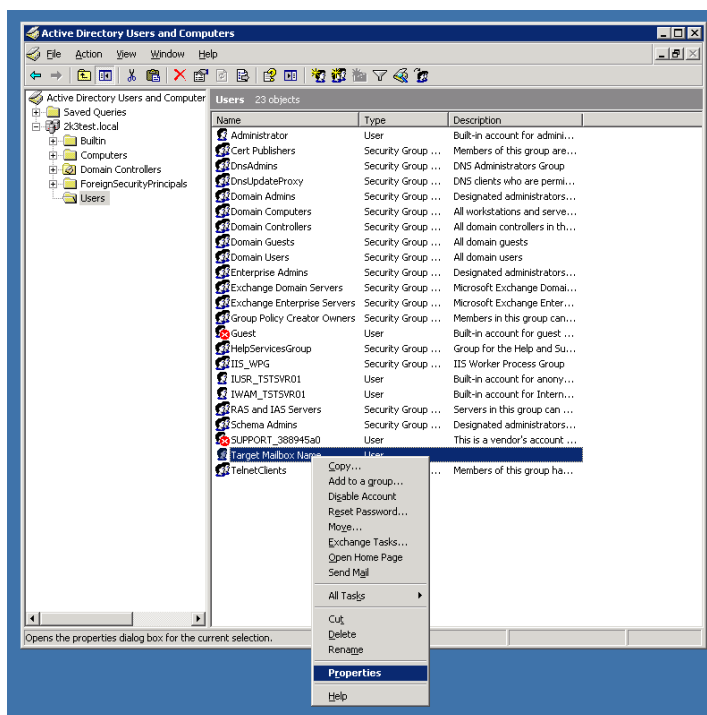 Active Directory Users and Computers
File Action View Window Help
Active Directory Users and Computer
Saved Queries
2k3test.local
Builtin
Computers
Domain Controllers
ForeignSecurityPrincipals
Users
Users 23 objects
Name Type Description
Administrator User Built-in account for admini...
Cert Publishers Security Group ... Members of this group are...
DnsAdmins Security Group ... DNS Administrators Group
DnsUpdateProxy Security Group ... DNS clients who are permi...
Domain Admins Security Group ... Designated administrators...
Domain Computers Security Group ... All workstations and serve...
Domain Controllers Security Group ... All domain controllers in th...
Domain Guests Security Group ... All domain guests
Domain Users Security Group ... All domain users
Enterprise Admins Security Group ... Designated administrators...
Exchange Domain Servers Security Group ... Microsoft Exchange Domai...
Exchange Enterprise Servers Security Group ... Microsoft Exchange Enter...
Group Policy Creator Owners Security Group ... Members in this group can...
Guest User Built-in account for guest ...
HelpServicesGroup Security Group ... Group for the Help and Su...
IIS_WPG Security Group ... IIS Worker Process Group
IUSR_TSTSVR01 User Built-in account for anony...
IWAM_TSTSVR01 User Built-in account for Intern...
RAS and IAS Servers Security Group ... Servers in this group can ...
Schema Admins Security Group ... Designated administrators...
SUPPORT_388945a0 User This is a vendor's account ...
Target Mailbox Name User
TelnetClients ... Members of this group ha...
Copy...
Add to a group...
Disable Account
Reset Password...
Move...
Exchange Tasks...
Open Home Page
Send Mail
All Tasks
Cut
Delete
Rename
Properties
Help
Opens the properties dialog box for the current selection.